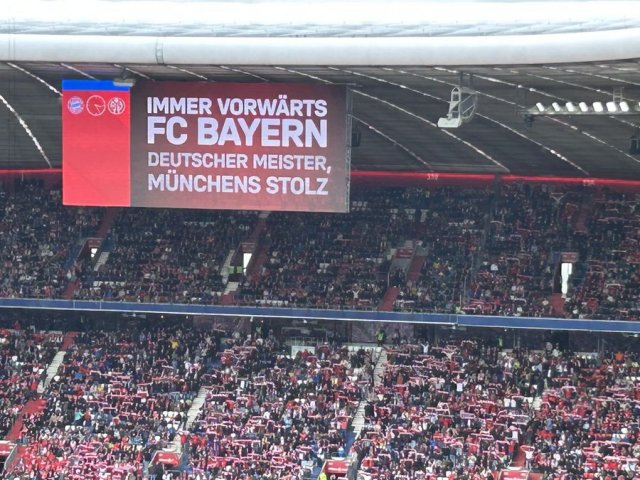 IMMER VORWÄRTS
FC BAYERN
DEUTSCHER MEISTER,
MÜNCHENS STOLZ